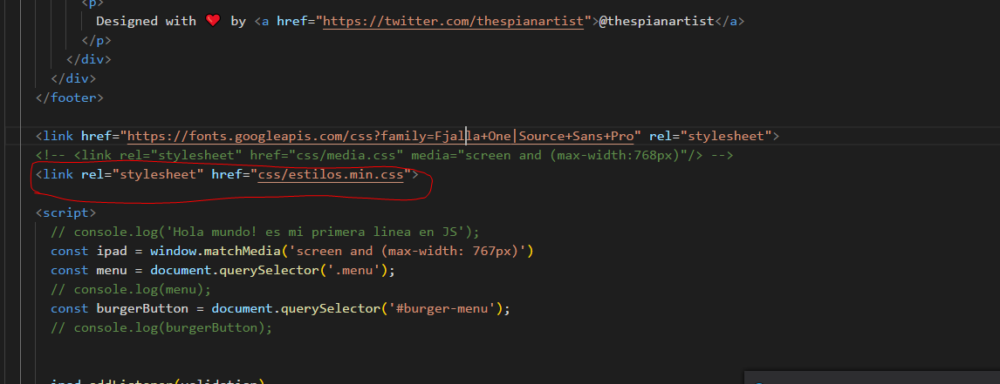 <p>
Designed with ❤️ by <a href="https://twitter.com/thespianartist">@thespianartist</a>
</p>
</div>
</div>
</footer>
<link href="https://fonts.googleapis.com/css?family=Fjalla+One|Source+Sans+Pro" rel="stylesheet">
<!-- <link rel="stylesheet" href="css/media.css" media="screen and (max-width:768px)"/> -->
<link rel="stylesheet" href="css/estilos.min.css">
<script>
// console.log('Hola mundo! es mi primera linea en JS');
const ipad = window.matchMedia('screen and (max-width: 767px)')
const menu = document.querySelector('.menu');
// console.log(menu);
const burgerButton = document.querySelector('#burger-menu');
// console.log(burgerButton);
ipad.addListener(validation)